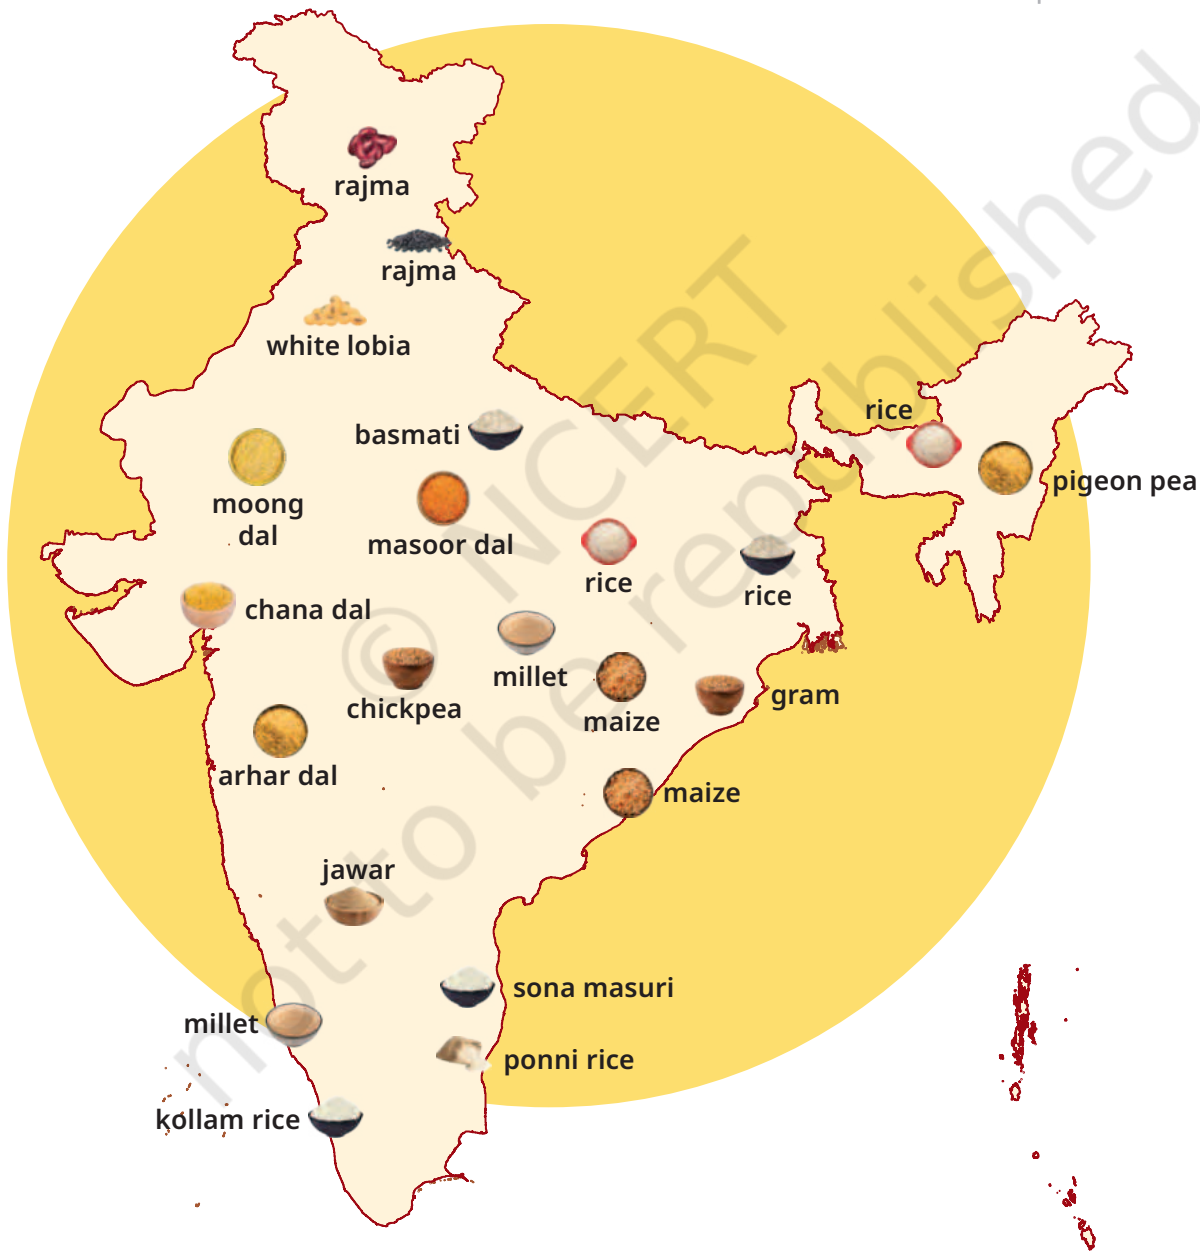 rajma
rajma
white lobia
rice
basmati
pigeon pea
moong
dal
masoor dal
rice
rice
chana dal
millet
chickpea
maize
gram
arhar dal
maize
jawar
sona masuri
millet
ponni rice
kollam rice
© NCERT
not to be republished